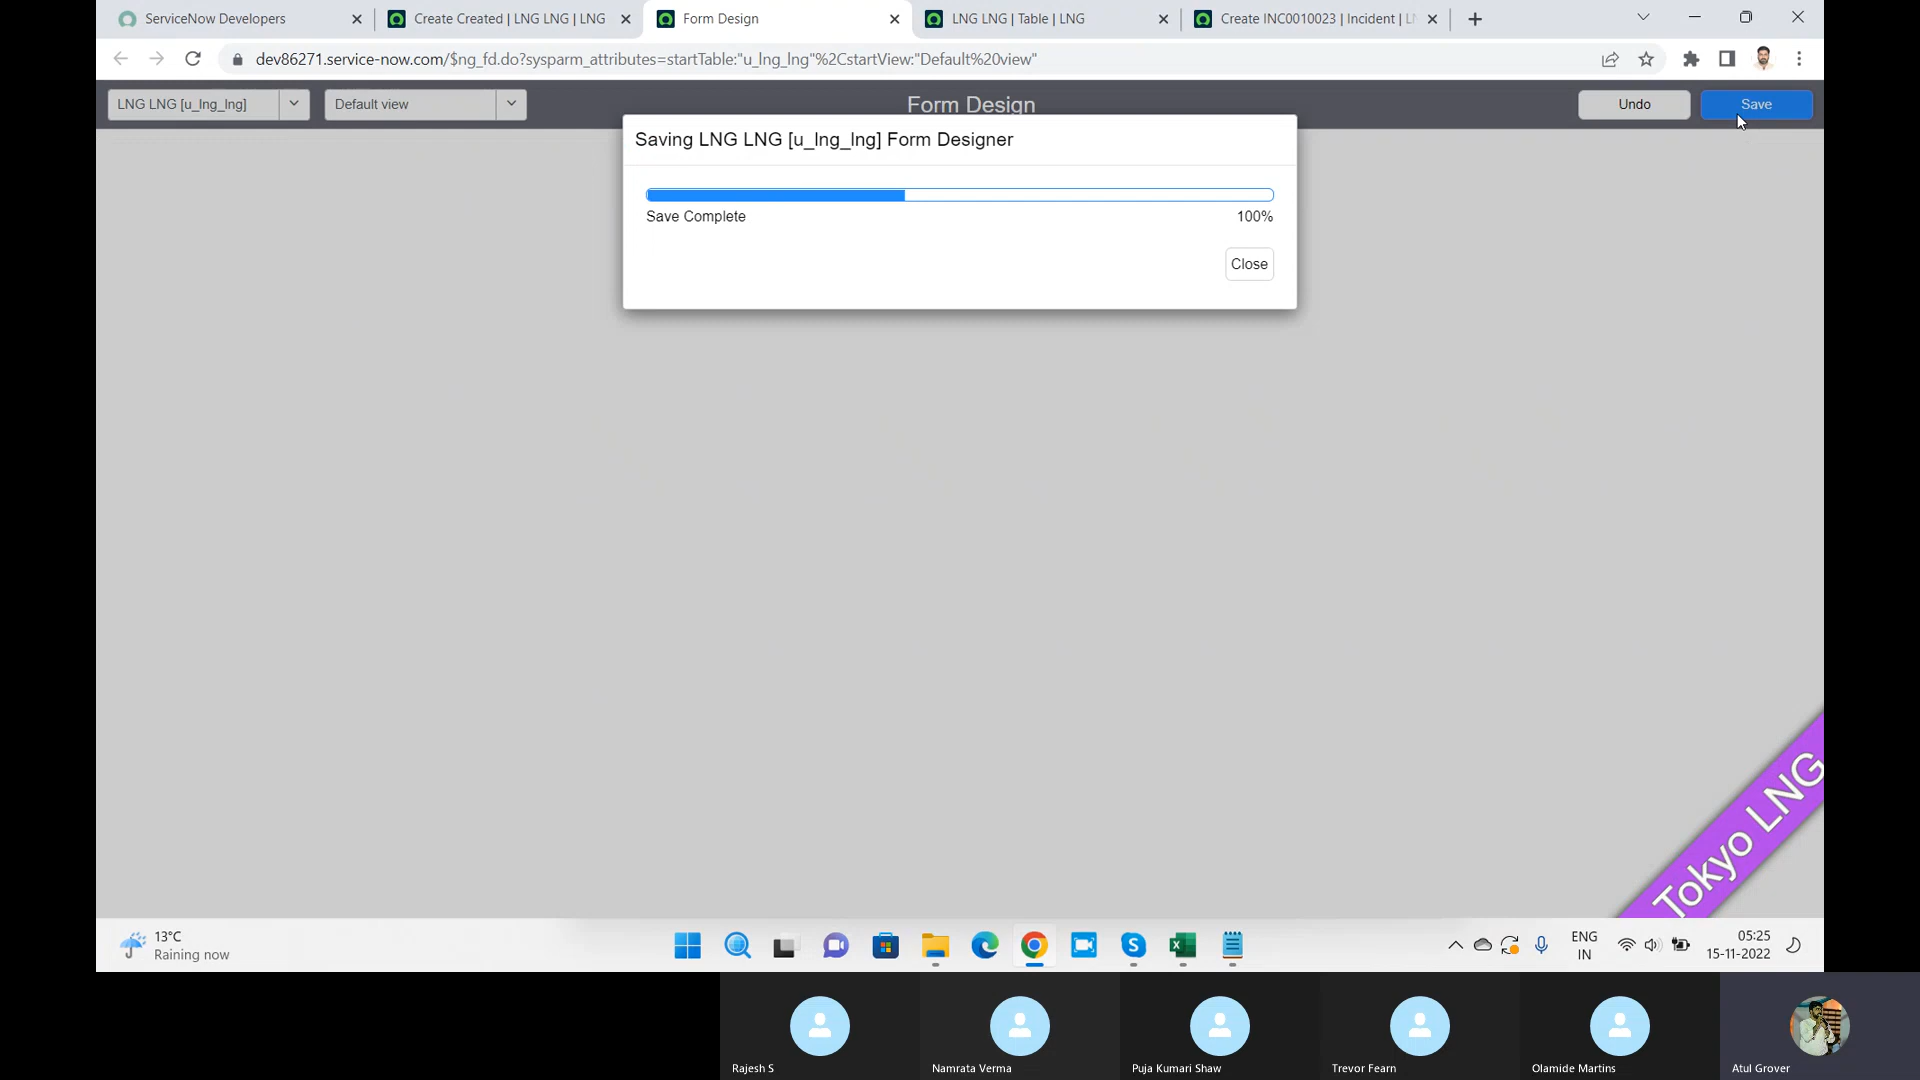 ServiceNow Developers
Create Created | LNG LNG | LNG
Form Design
LNG LNG | Table | LNG
Create INC0010023 | Incident | LN
dev86271.service-now.com/$ng_fd.do?sysparm_attributes=startTable:"u_lng_lng"%2CstartView:"Default%20view"
LNG LNG [u_lng_lng]
Default view
Form Design
Undo
Save
Saving LNG LNG [u_lng_lng] Form Designer
Save Complete
100%
Close
Tokyo LNG
13°C
Raining now
ENG
IN
05:25
15-11-2022
Rajesh S
Namrata Verma
Puja Kumari Shaw
Trevor Fearn
Olamide Martins
Atul Grover